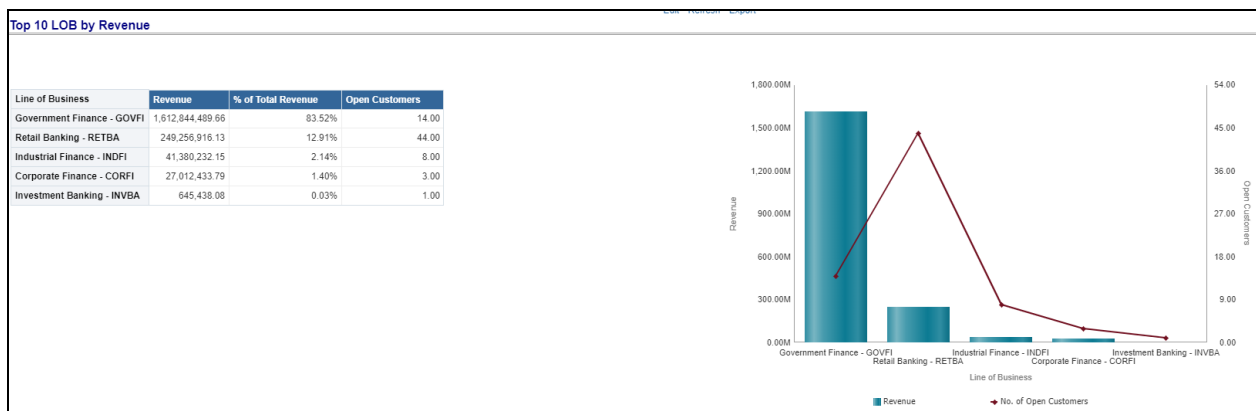 Edit - Refresh - Export
Top 10 LOB by Revenue
Line of Business Revenue % of Total Revenue Open Customers
Government Finance - GOVFI 1,612,844,489.66 83.52% 14.00
Retail Banking - RETBA 249,256,916.13 12.91% 44.00
Industrial Finance - INDFI 41,380,232.15 2.14% 8.00
Corporate Finance - CORFI 27,012,433.79 1.40% 3.00
Investment Banking - INVBA 645,438.08 0.03% 1.00
1,800.00M 54.00
1,500.00M 45.00
1,200.00M 36.00
900.00M 27.00
600.00M 18.00
300.00M 9.00
0.00M 0.00
Revenue
Open Customers
Government Finance - GOVFI Industrial Finance - INDFI Investment Banking - INVBA
Retail Banking - RETBA Corporate Finance - CORFI
Line of Business
Revenue No. of Open Customers